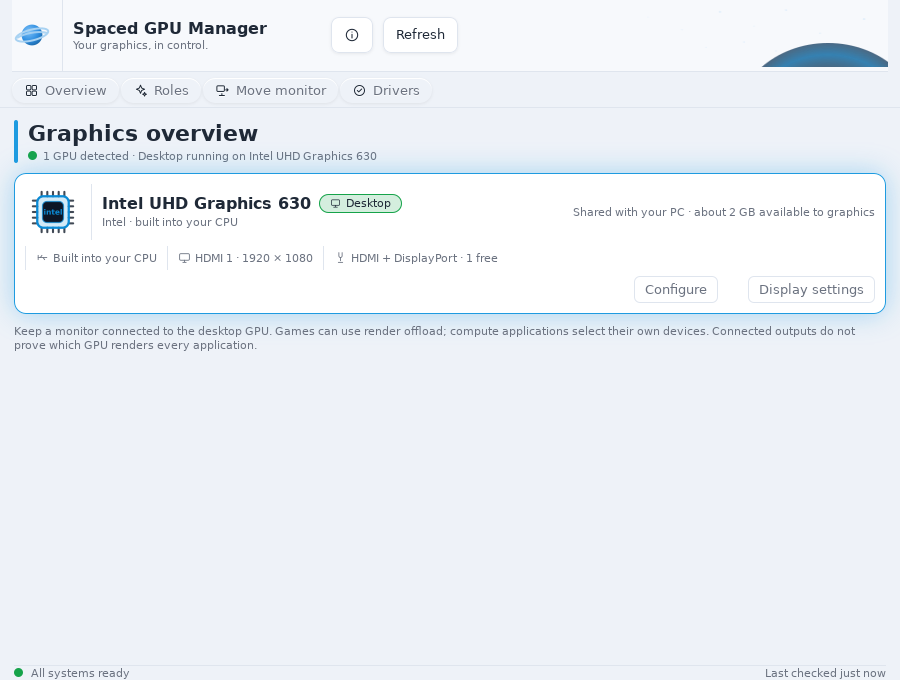 Spaced GPU Manager
Your graphics, in control.
Refresh
Overview
Roles
Move monitor
Drivers
Graphics overview
1 GPU detected · Desktop running on Intel UHD Graphics 630
intel
Intel UHD Graphics 630
Desktop
Intel · built into your CPU
Shared with your PC · about 2 GB available to graphics
Built into your CPU
HDMI 1 · 1920 × 1080
HDMI + DisplayPort · 1 free
Configure
Display settings
Keep a monitor connected to the desktop GPU. Games can use render offload; compute applications select their own devices. Connected outputs do not
prove which GPU renders every application.
All systems ready
Last checked just now